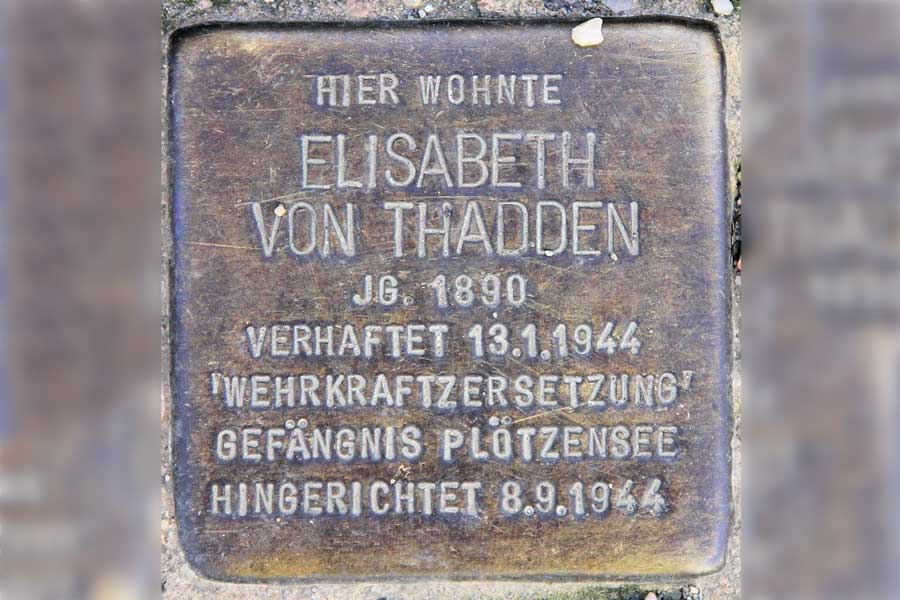 HIER WOHNTE
ELISABETH
VON THADDEN
JG. 1890
VERHAFTET 13.1.1944
'WEHRKRAFTZERSETZUNG'
GEFÄNGNIS PLÖTZENSEE
HINGERICHTET 8.9.1944